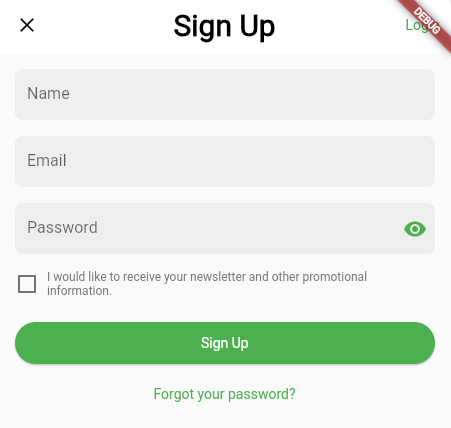 Sign Up
DEBUG
Name
Email
Password
I would like to receive your newsletter and other promotional
information.
Sign Up
Forgot your password?